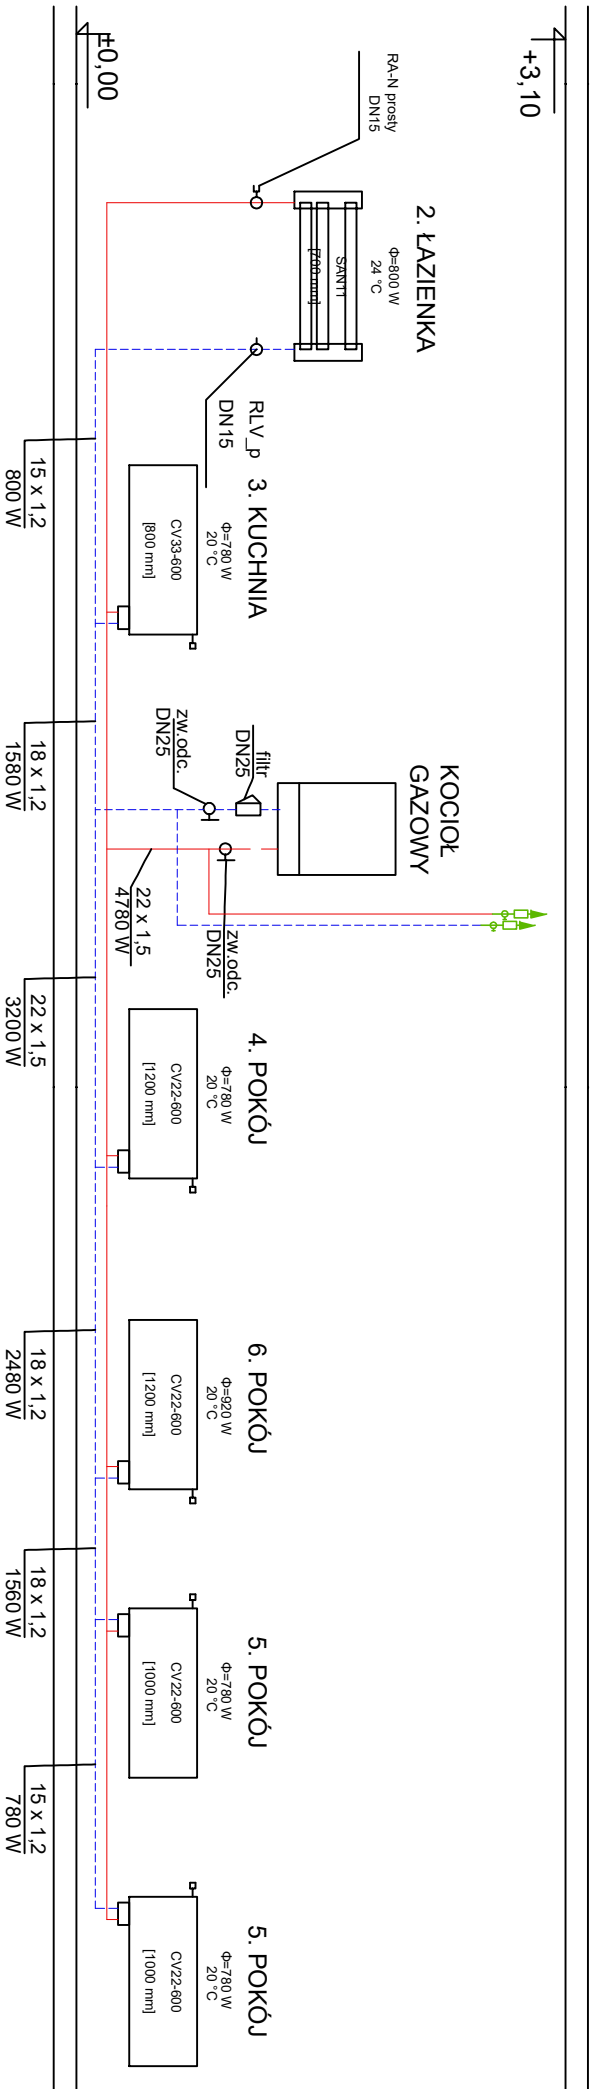 +3,10
±0,00
RA-N prosty
DN15
2. ŁAZIENKA
Φ=800 W
24 °C
SAN11
[700 mm]
RLV_p
DN15
15 x 1,2
800 W
3. KUCHNIA
Φ=780 W
20 °C
CV33-600
[800 mm]
18 x 1,2
1580 W
KOCIOŁ
GAZOWY
filtr
DN25
zw.odc.
DN25
zw.odc.
DN25
22 x 1,5
4780 W
22 x 1,5
3200 W
4. POKÓJ
Φ=780 W
20 °C
CV22-600
[1200 mm]
6. POKÓJ
Φ=920 W
20 °C
CV22-600
[1200 mm]
18 x 1,2
2480 W
5. POKÓJ
Φ=780 W
20 °C
CV22-600
[1000 mm]
18 x 1,2
1560 W
5. POKÓJ
Φ=780 W
20 °C
CV22-600
[1000 mm]
15 x 1,2
780 W